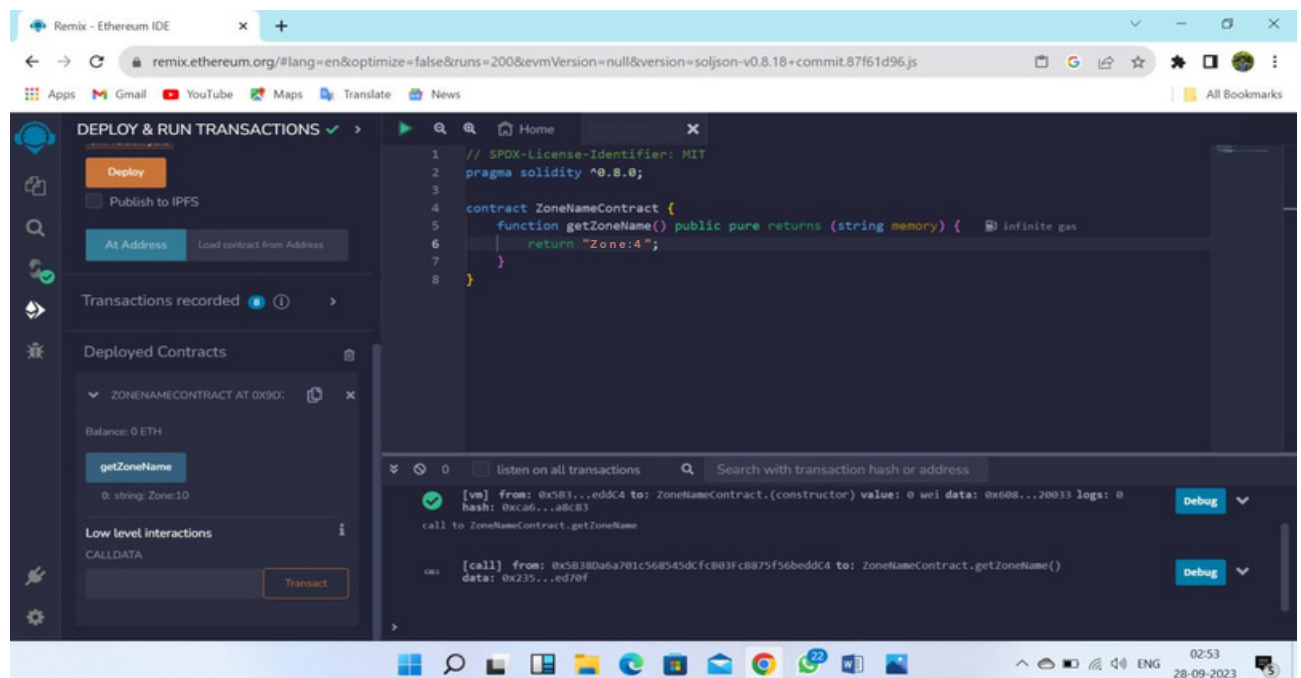 Remix - Ethereum IDE
remix.ethereum.org/#lang=en&optimize=false&runs=200&evmVersion=null&version=soljson-v0.8.18+commit.87f61d96.js
Apps Gmail YouTube Maps Translate News All Bookmarks
DEPLOY & RUN TRANSACTIONS
Deploy
Publish to IPFS
At Address Load contract from Address
Transactions recorded 8 i
Deployed Contracts
ZONENAMECONTRACT AT 0X9D7
Balance: 0 ETH
getZoneName
0: string: Zone:10
Low level interactions i
CALLDATA
Transact
Home
1 // SPDX-License-Identifier: MIT
2 pragma solidity ^0.8.0;
3
4 contract ZoneNameContract {
5 function getZoneName() public pure returns (string memory) { infinite gas
6 return "Zone:4";
7 }
8 }
0 listen on all transactions Search with transaction hash or address
[vm] from: 0x5B3...eddC4 to: ZoneNameContract.(constructor) value: 0 wei data: 0x608...20033 logs: 0
hash: 0xca6...a8c83
Debug
call to ZoneNameContract.getZoneName
CALL [call] from: 0x5B38Da6a701c568545dCfcB03FcB875f56beddC4 to: ZoneNameContract.getZoneName()
data: 0x235...ed70f
Debug
22
ENG
02:53
28-09-2023
5